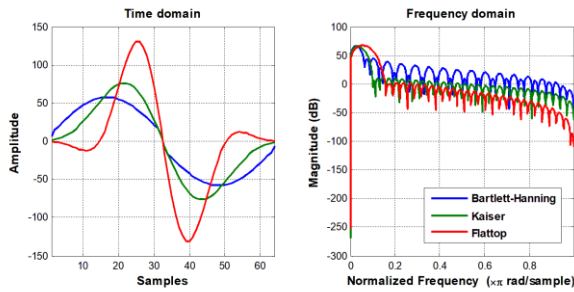 Time domain
Amplitude
150
100
50
0
-50
-100
-150
10 20 30 40 50 60
Samples
Frequency domain
Magnitude (dB)
100
50
0
-50
-100
-150
-200
-250
-300
0 0.2 0.4 0.6 0.8
Normalized Frequency (×π rad/sample)
Bartlett-Hanning
Kaiser
Flattop